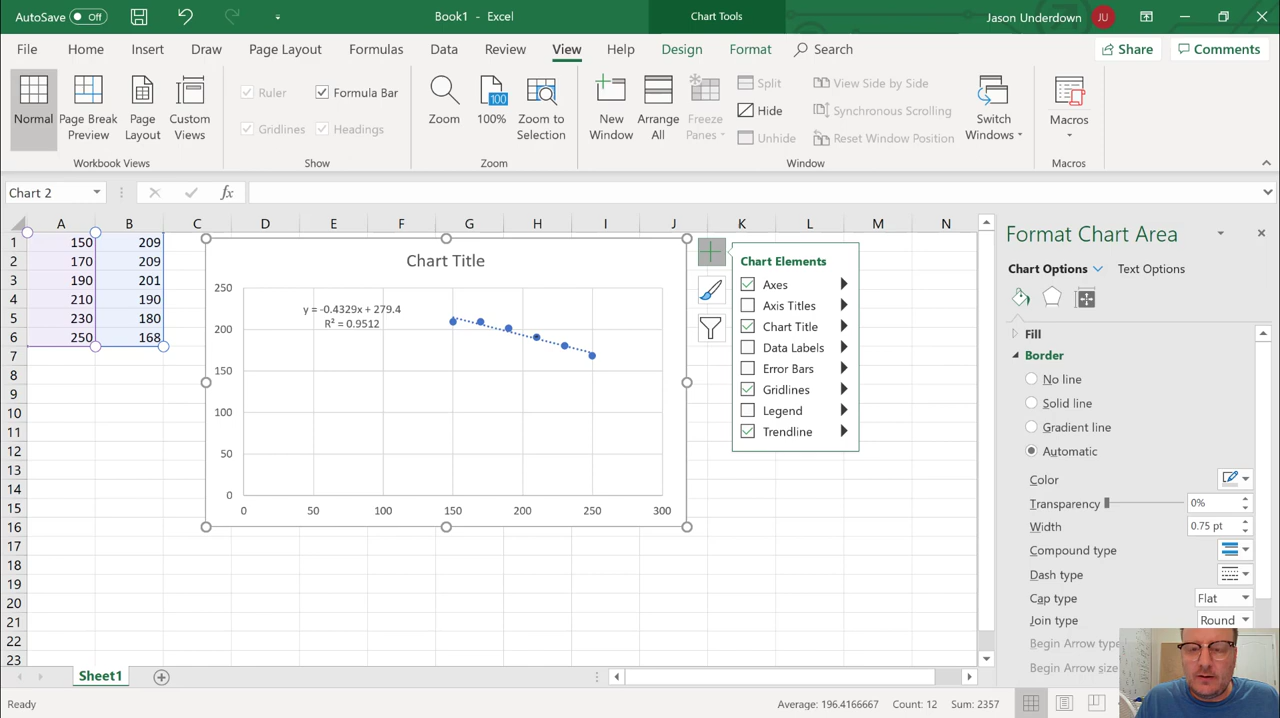 AutoSave Off
Book1 - Excel
Chart Tools
Jason Underdown JU
File Home Insert Draw Page Layout Formulas Data Review View Help Design Format Search
Share Comments
Normal
Page Break Preview
Page Layout
Custom Views
Workbook Views
Ruler
Formula Bar
Gridlines
Headings
Show
Zoom
100
100%
Zoom to Selection
Zoom
New Window
Arrange All
Freeze Panes
Split
Hide
Unhide
View Side by Side
Synchronous Scrolling
Reset Window Position
Switch Windows
Window
Macros
Macros
Chart 2
fx
A B C D E F G H I J K L M N
1 150 209
2 170 209
3 190 201
4 210 190
5 230 180
6 250 168
7
8
9
10
11
12
13
14
15
16
17
18
19
20
21
22
23
Chart Title
y = -0.4329x + 279.4
R² = 0.9512
250
200
150
100
50
0
0 50 100 150 200 250 300
Chart Elements
Axes
Axis Titles
Chart Title
Data Labels
Error Bars
Gridlines
Legend
Trendline
Format Chart Area
Chart Options
Text Options
Fill
Border
No line
Solid line
Gradient line
Automatic
Color
Transparency 0%
Width 0.75 pt
Compound type
Dash type
Cap type Flat
Join type Round
Begin Arrow type
Begin Arrow size
Sheet1
Ready
Average: 196.4166667 Count: 12 Sum: 2357